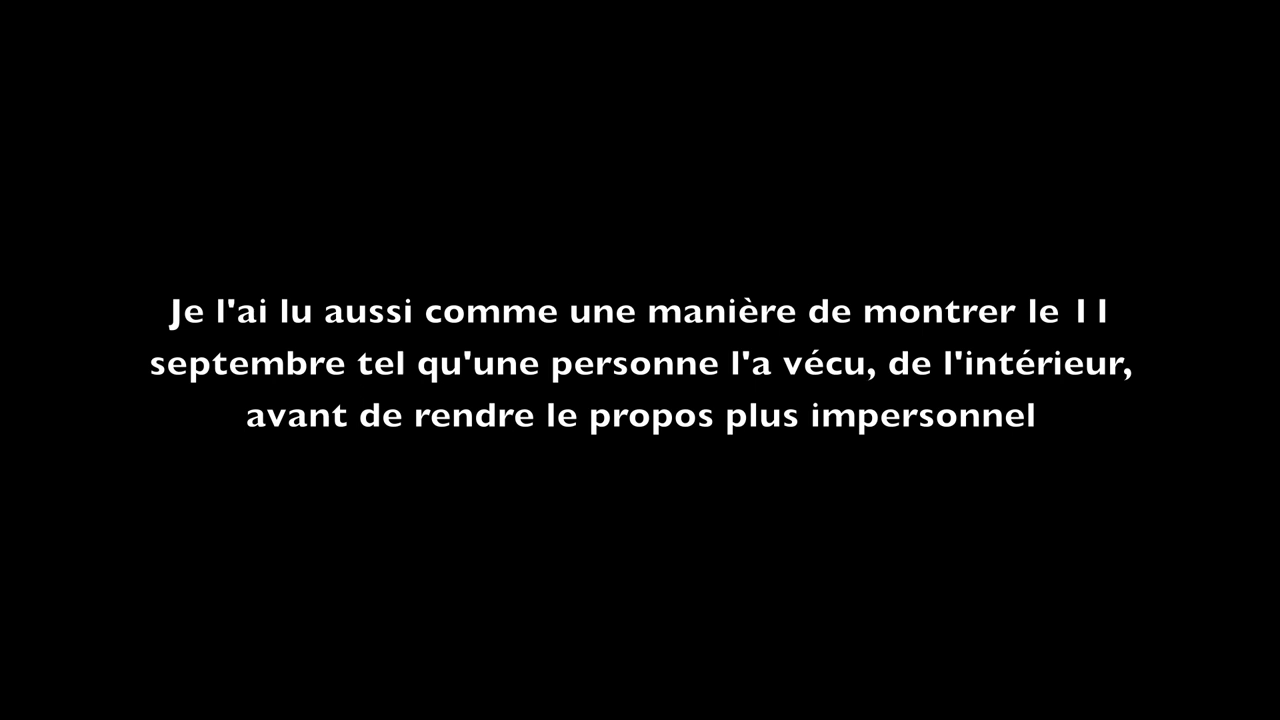 Je l'ai lu aussi comme une manière de montrer le 11
septembre tel qu'une personne l'a vécu, de l'intérieur,
avant de rendre le propos plus impersonnel